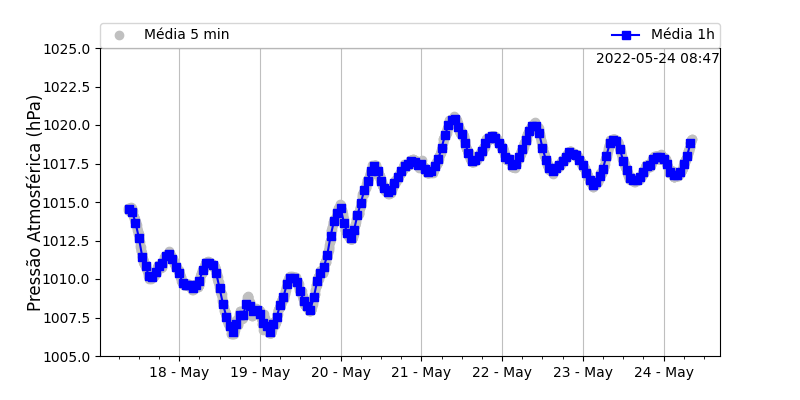 Média 5 min
Média 1h
2022-05-24 08:47
Pressão Atmosférica (hPa)
1025.0
1022.5
1020.0
1017.5
1015.0
1012.5
1010.0
1007.5
1005.0
18 - May
19 - May
20 - May
21 - May
22 - May
23 - May
24 - May